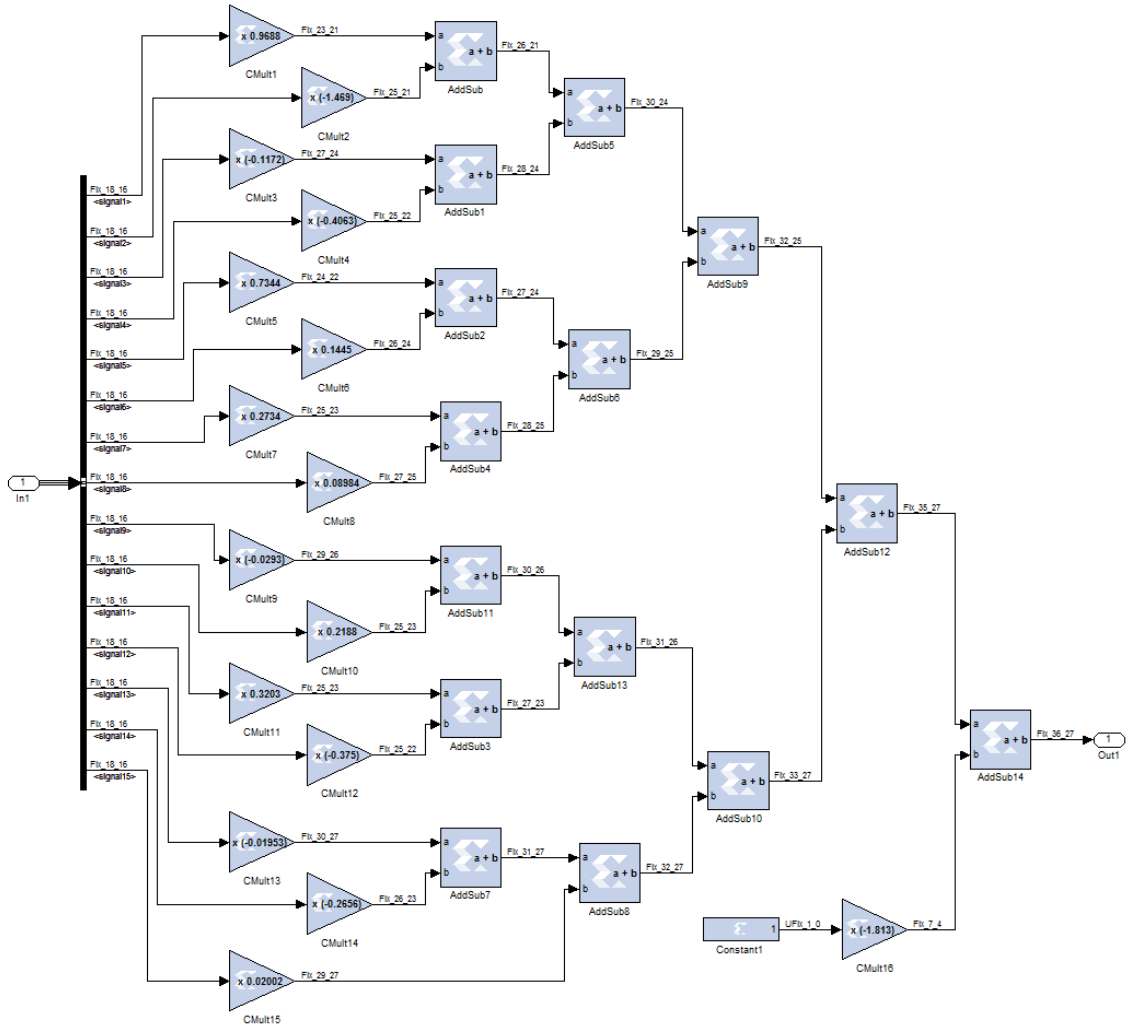 x 0.9688
Fix_23_21
CMult1
x (-1.469)
Fix_25_21
CMult2
a
b
a + b
Fix_26_21
AddSub
a
b
a + b
Fix_30_24
AddSub5
x (-0.1172)
Fix_27_24
CMult3
x (-0.4063)
Fix_25_22
CMult4
a
b
a + b
Fix_28_24
AddSub1
Fix_18_16
<signal1>
Fix_18_16
<signal2>
Fix_18_16
<signal3>
Fix_18_16
<signal4>
Fix_18_16
<signal5>
Fix_18_16
<signal6>
Fix_18_16
<signal7>
Fix_18_16
<signal8>
Fix_18_16
<signal9>
Fix_18_16
<signal10>
Fix_18_16
<signal11>
Fix_18_16
<signal12>
Fix_18_16
<signal13>
Fix_18_16
<signal14>
Fix_18_16
<signal15>
1
In1
a
b
a + b
Fix_32_25
AddSub9
x 0.7344
Fix_24_22
CMult5
x 0.1445
Fix_26_24
CMult6
a
b
a + b
Fix_27_24
AddSub2
a
b
a + b
Fix_29_25
AddSub6
x 0.2734
Fix_25_23
CMult7
x 0.08984
Fix_27_25
CMult8
a
b
a + b
Fix_28_25
AddSub4
a
b
a + b
Fix_35_27
AddSub12
x (-0.0293)
Fix_29_26
CMult9
x 0.2188
Fix_25_23
CMult10
a
b
a + b
Fix_30_26
AddSub11
a
b
a + b
Fix_31_26
AddSub13
x 0.3203
Fix_25_23
CMult11
x (-0.375)
Fix_25_22
CMult12
a
b
a + b
Fix_27_23
AddSub3
a
b
a + b
Fix_33_27
AddSub10
a
b
a + b
Fix_36_27
AddSub14
1
Out1
x (-0.01953)
Fix_30_27
CMult13
x (-0.2656)
Fix_26_23
CMult14
a
b
a + b
Fix_31_27
AddSub7
a
b
a + b
Fix_32_27
AddSub8
1
UFix_1_0
Constant1
x (-1.813)
Fix_7_4
CMult16
x 0.02002
Fix_29_27
CMult15